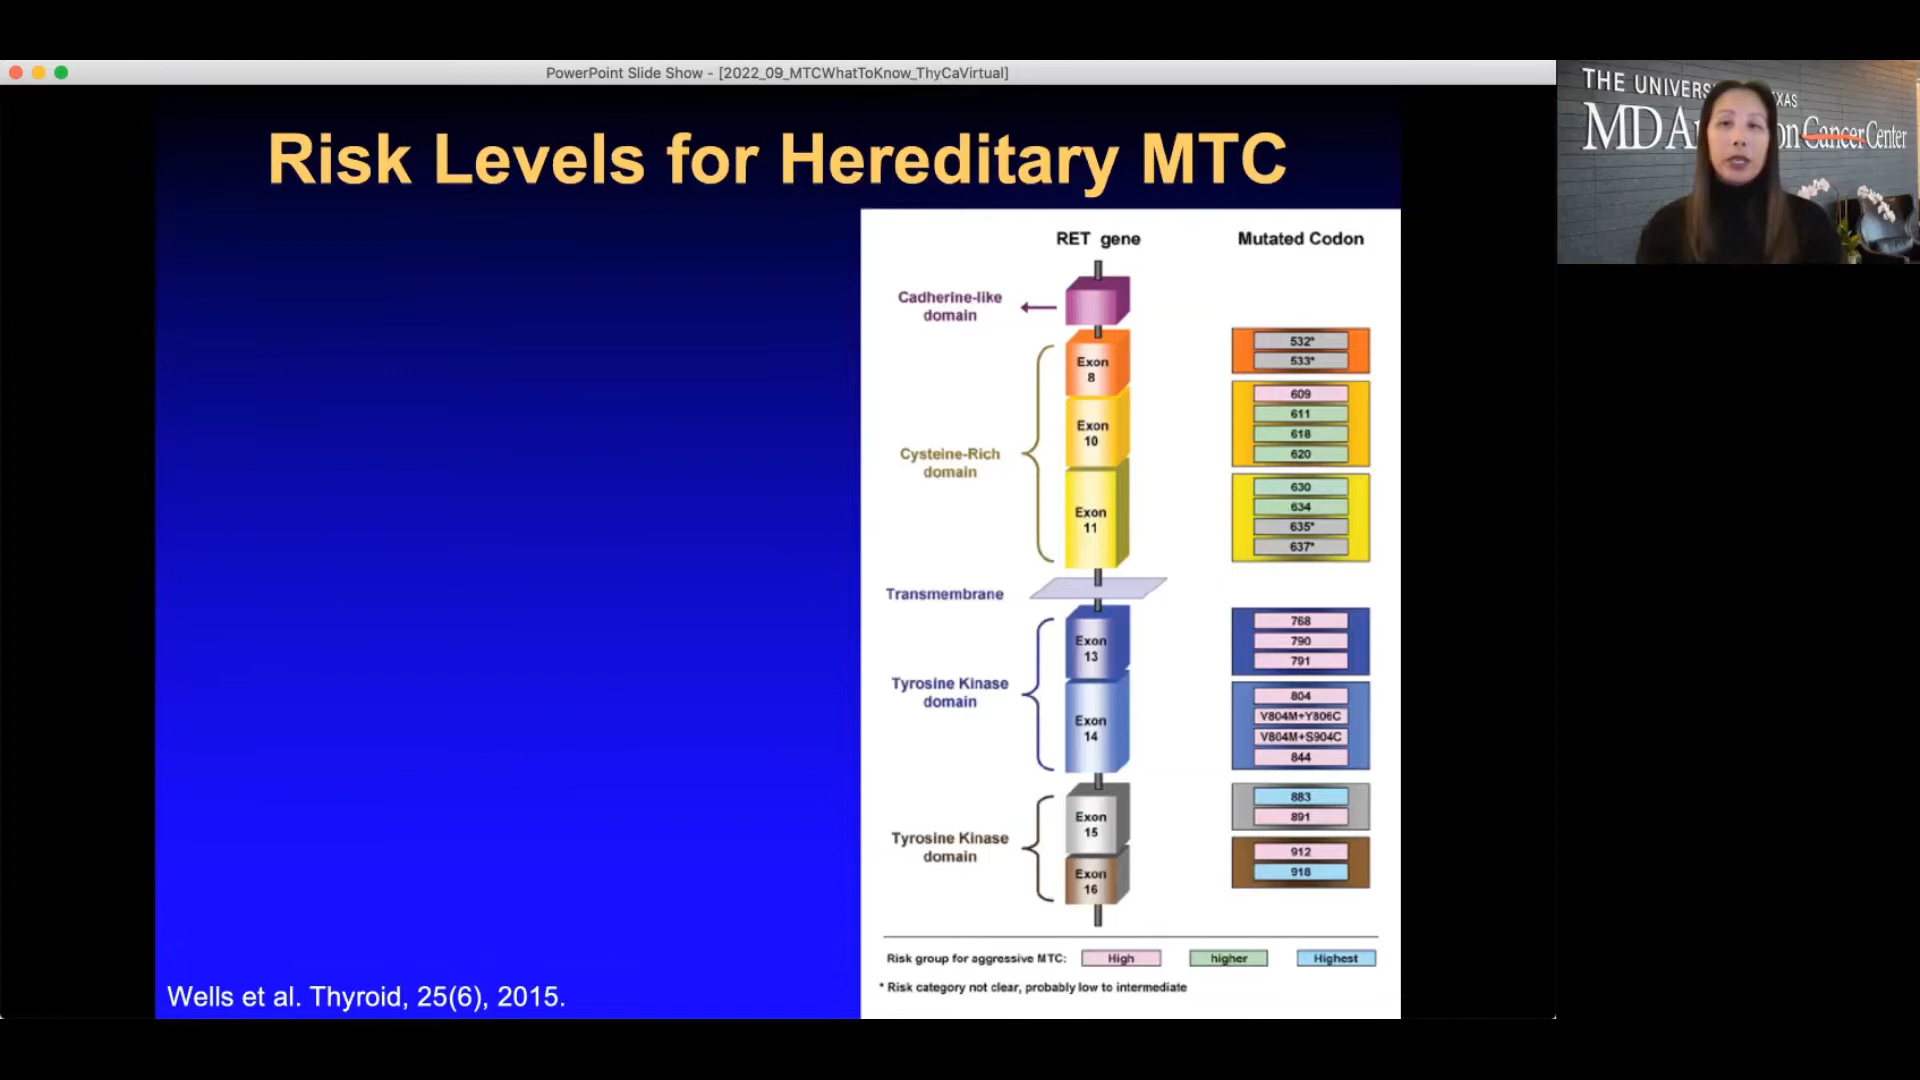 PowerPoint Slide Show - [2022_09_MTCWhatToKnow_ThyCaVirtual]
THE UNIVERS
XAS
MD A
on Cancer Center
Risk Levels for Hereditary MTC
RET gene
Mutated Codon
Cadherine-like
domain
Exon
8
532*
533*
Exon
10
609
611
618
620
Cysteine-Rich
domain
Exon
11
630
634
635*
637*
Transmembrane
Exon
13
768
790
791
Tyrosine Kinase
domain
Exon
14
804
V804M+Y806C
V804M+S904C
844
Exon
15
883
891
Tyrosine Kinase
domain
Exon
16
912
918
Risk group for aggressive MTC: High higher Highest
* Risk category not clear, probably low to intermediate
Wells et al. Thyroid, 25(6), 2015.